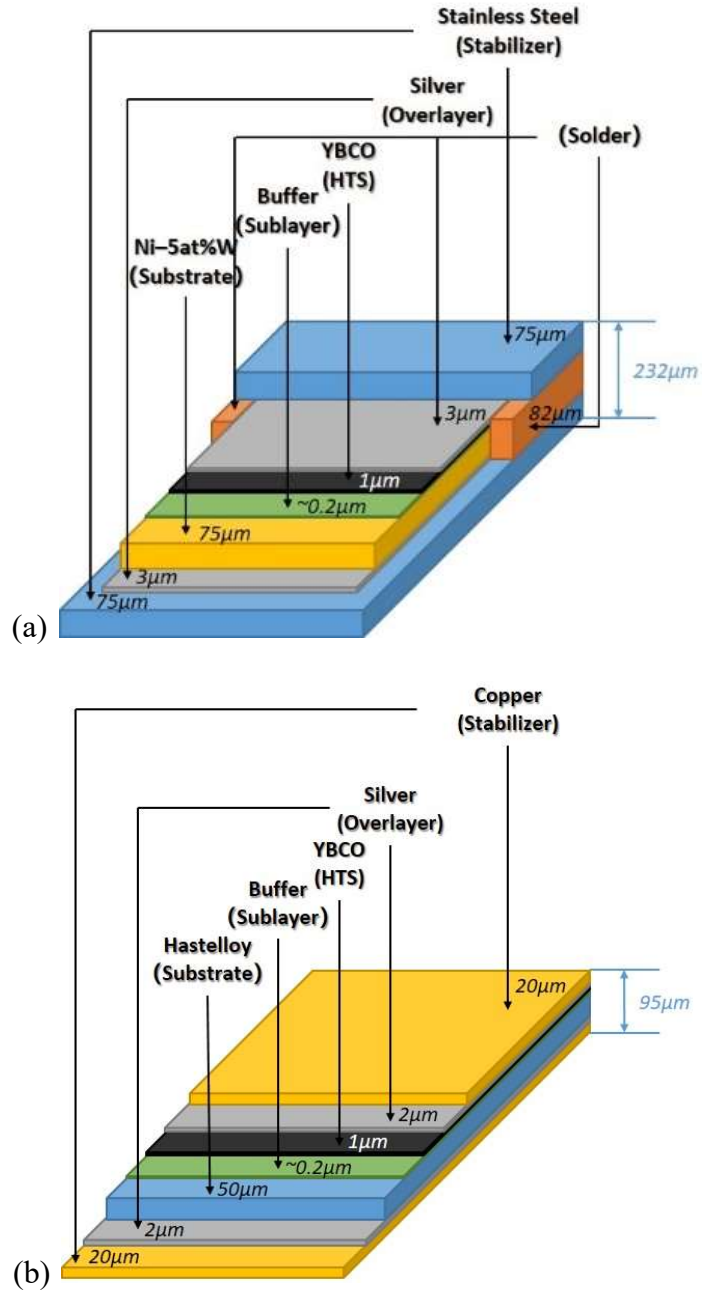 Stainless Steel
(Stabilizer)
Silver
(Overlayer)
(Solder)
YBCO
(HTS)
Buffer
(Sublayer)
Ni–5at%W
(Substrate)
75μm
232μm
3μm
82μm
1μm
~0.2μm
75μm
3μm
75μm
(a)
Copper
(Stabilizer)
Silver
(Overlayer)
YBCO
(HTS)
Buffer
(Sublayer)
Hastelloy
(Substrate)
20μm
95μm
2μm
1μm
~0.2μm
50μm
2μm
20μm
(b)